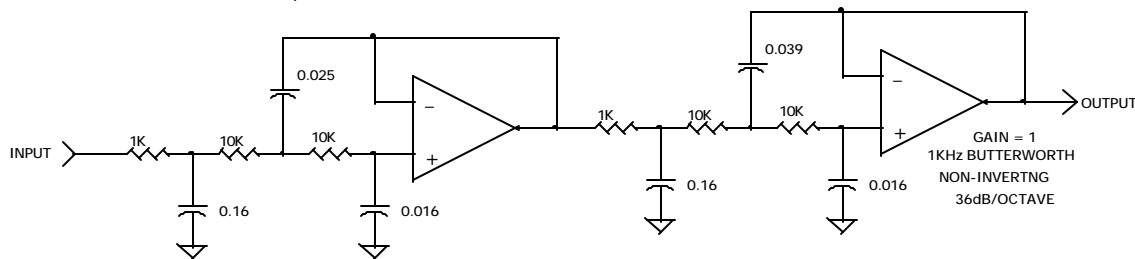 0.025
0.039
1K
10K
10K
1K
10K
10K
INPUT
−
+
−
+
OUTPUT
0.16
0.016
0.16
0.016
GAIN = 1
1KHz BUTTERWORTH
NON-INVERTNG
36dB/OCTAVE